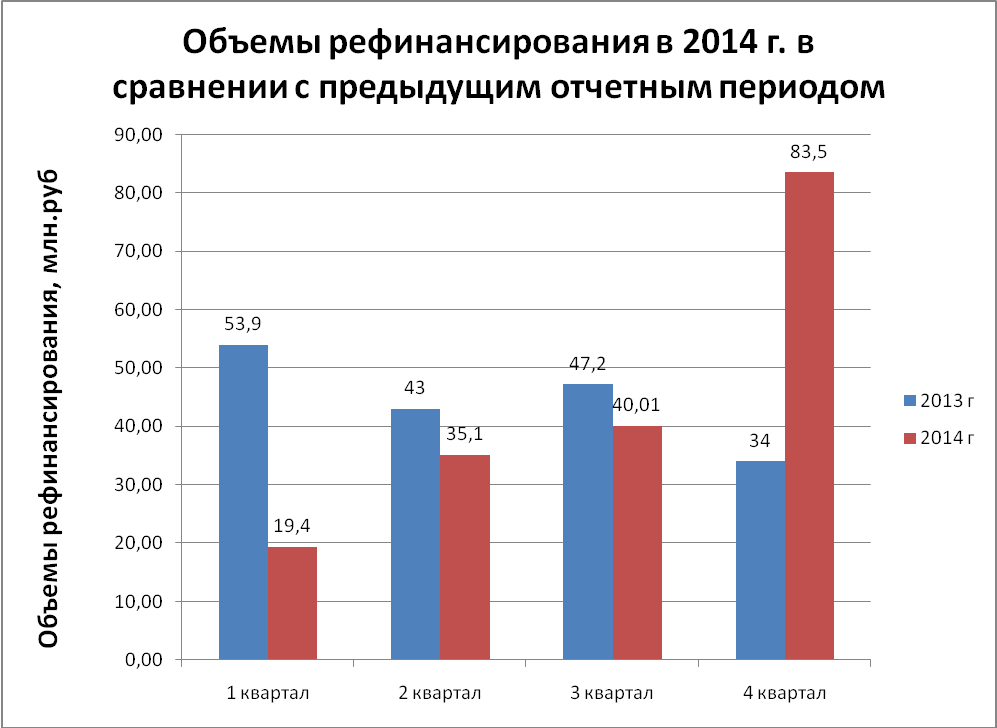 Объемы рефинансирования в 2014 г. в
сравнении с предыдущим отчетным периодом
Объемы рефинансирования, млн.руб
90,00
80,00
70,00
60,00
50,00
40,00
30,00
20,00
10,00
0,00
53,9
19,4
43
35,1
47,2
40,01
34
83,5
1 квартал
2 квартал
3 квартал
4 квартал
2013 г
2014 г